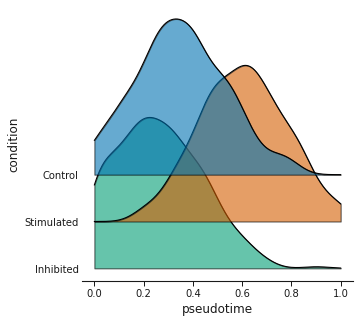 condition
Control
Stimulated
Inhibited
0.0 0.2 0.4 0.6 0.8 1.0
pseudotime